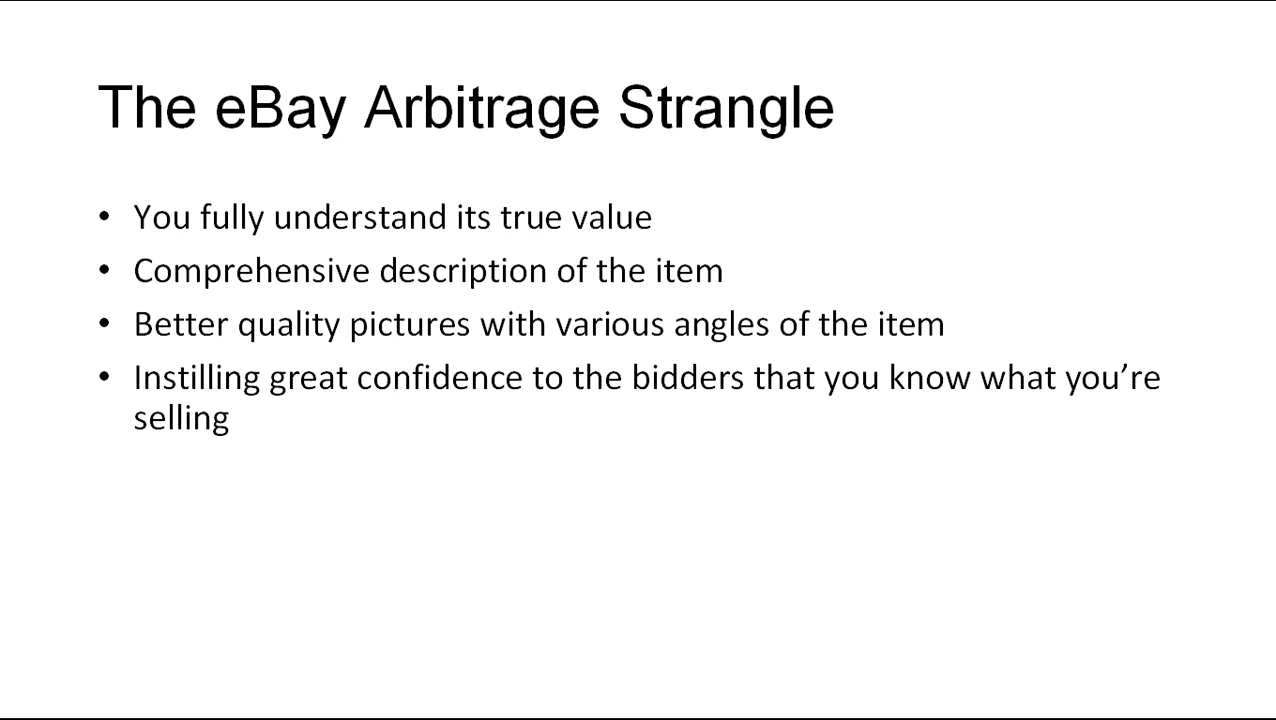 The eBay Arbitrage Strangle
• You fully understand its true value
• Comprehensive description of the item
• Better quality pictures with various angles of the item
• Instilling great confidence to the bidders that you know what you’re
selling